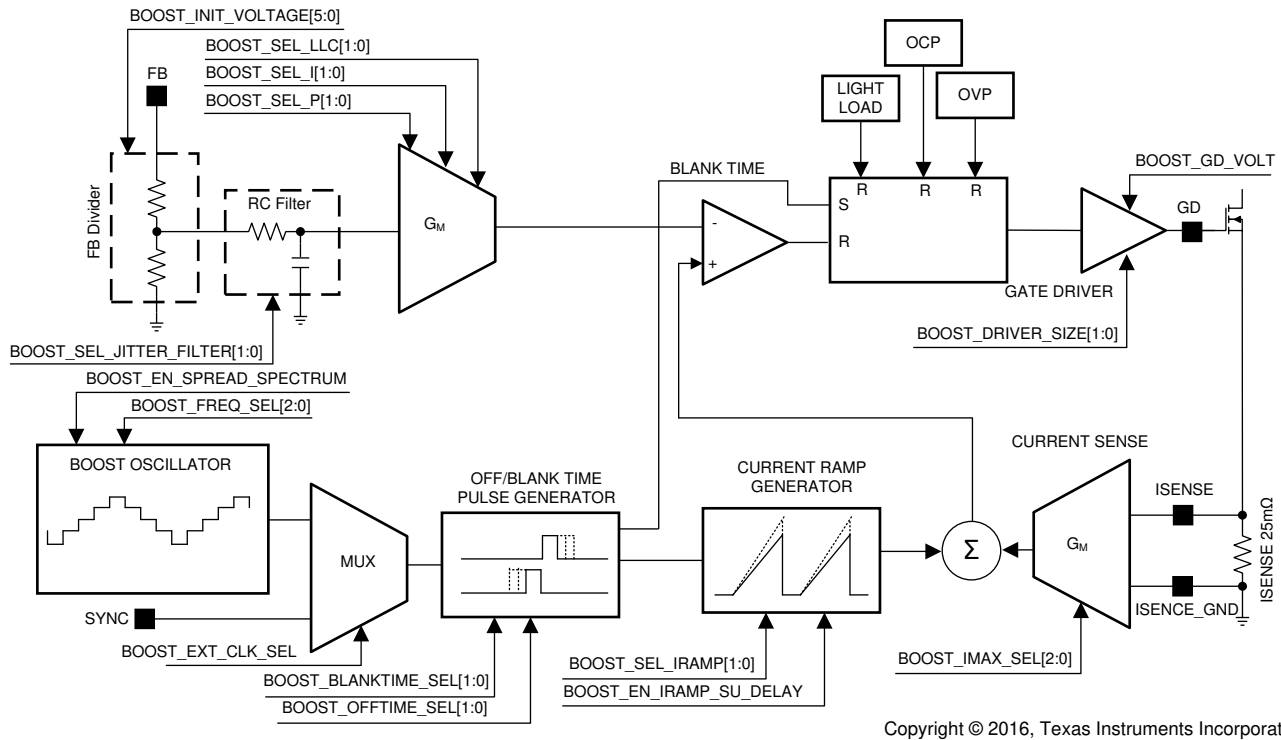 BOOST_INIT_VOLTAGE[5:0]
BOOST_SEL_LLC[1:0]
BOOST_SEL_I[1:0]
BOOST_SEL_P[1:0]
FB
FB Divider
RC Filter
GM
BOOST_SEL_JITTER_FILTER[1:0]
BLANK TIME
-
+
OCP
LIGHT
LOAD
OVP
R
R
R
S
R
BOOST_GD_VOLT
GD
GATE DRIVER
BOOST_DRIVER_SIZE[1:0]
BOOST_EN_SPREAD_SPECTRUM
BOOST_FREQ_SEL[2:0]
BOOST OSCILLATOR
SYNC
MUX
BOOST_EXT_CLK_SEL
OFF/BLANK TIME
PULSE GENERATOR
BOOST_BLANKTIME_SEL[1:0]
BOOST_OFFTIME_SEL[1:0]
CURRENT RAMP
GENERATOR
BOOST_SEL_IRAMP[1:0]
BOOST_EN_IRAMP_SU_DELAY
Σ
CURRENT SENSE
GM
ISENSE
ISENCE_GND
ISENSE 25mΩ
BOOST_IMAX_SEL[2:0]
Copyright © 2016, Texas Instruments Incorporat